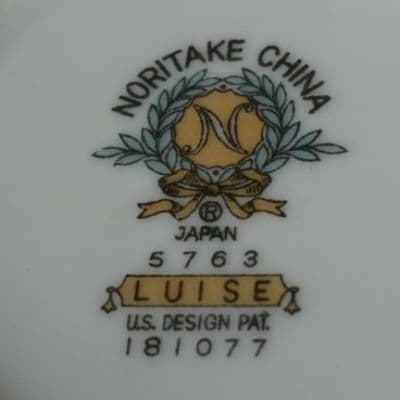 NORITAKE CHINA
N
®
JAPAN
5763
LUISE
U.S. DESIGN PAT.
181077